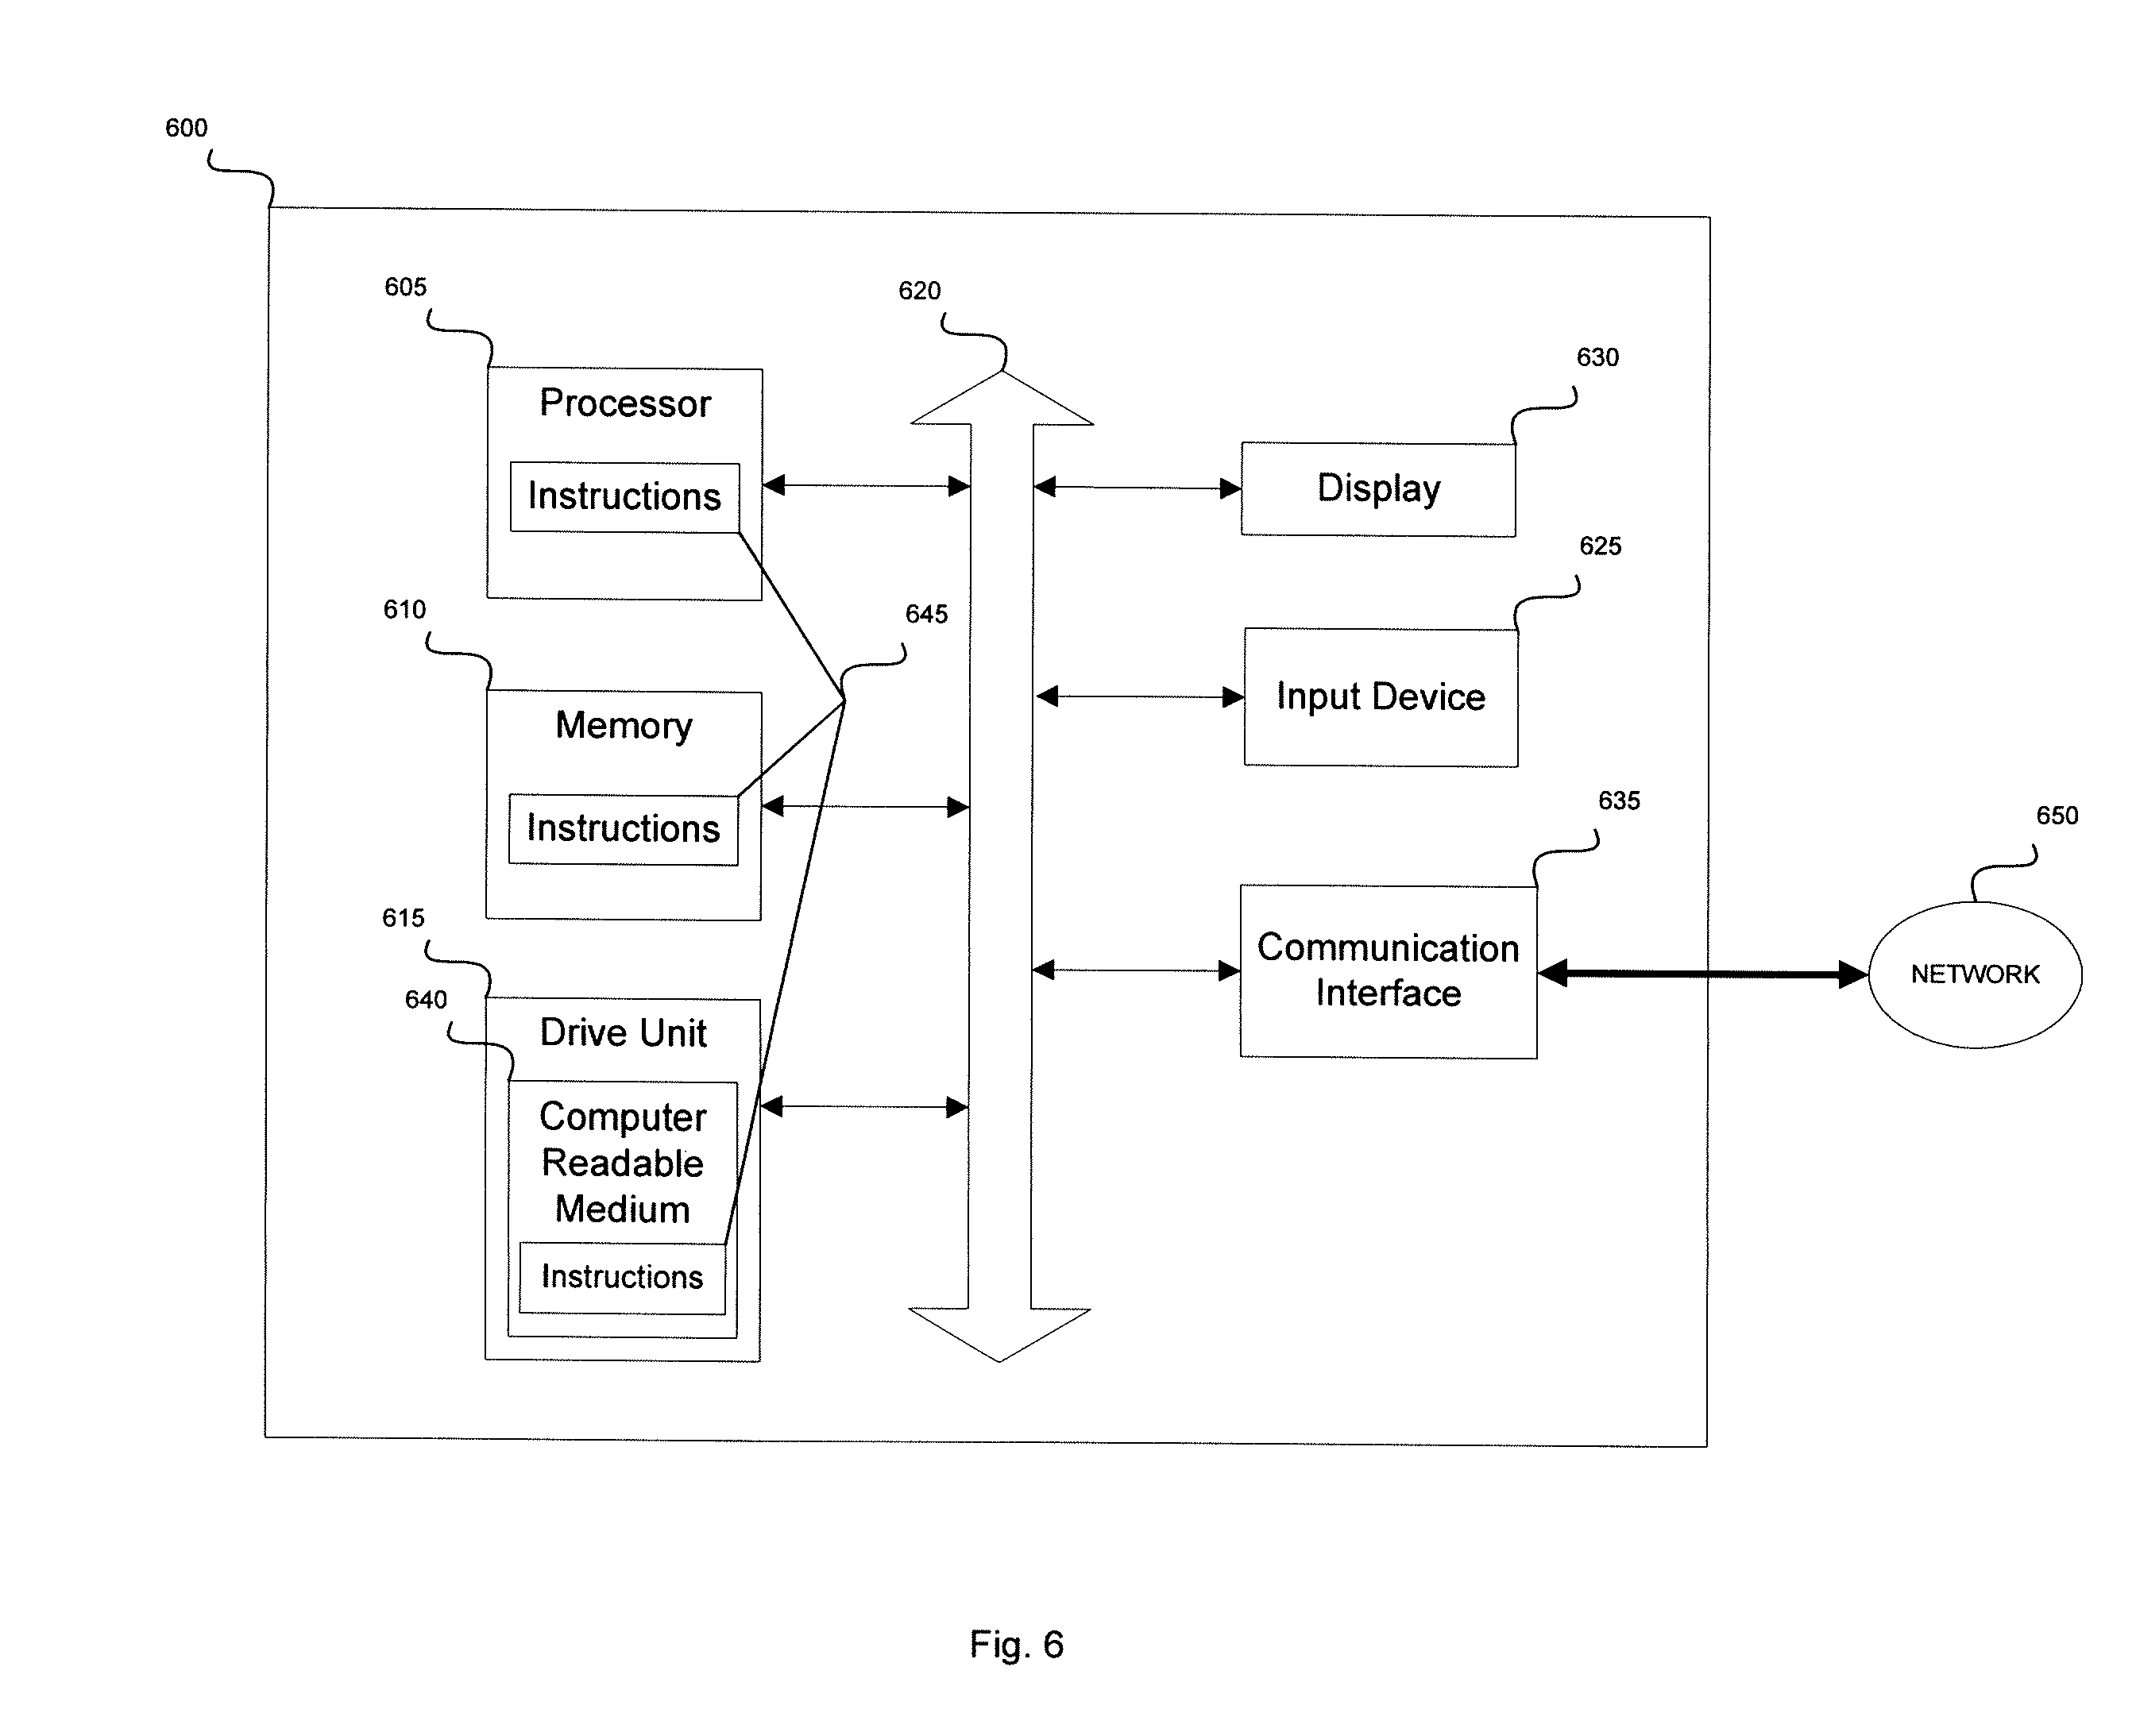 600
605
620
630
Processor
Instructions
Display
625
610
645
Input Device
Memory
Instructions
635
650
615
Communication
Interface
NETWORK
640
Drive Unit
Computer
Readable
Medium
Instructions
Fig. 6